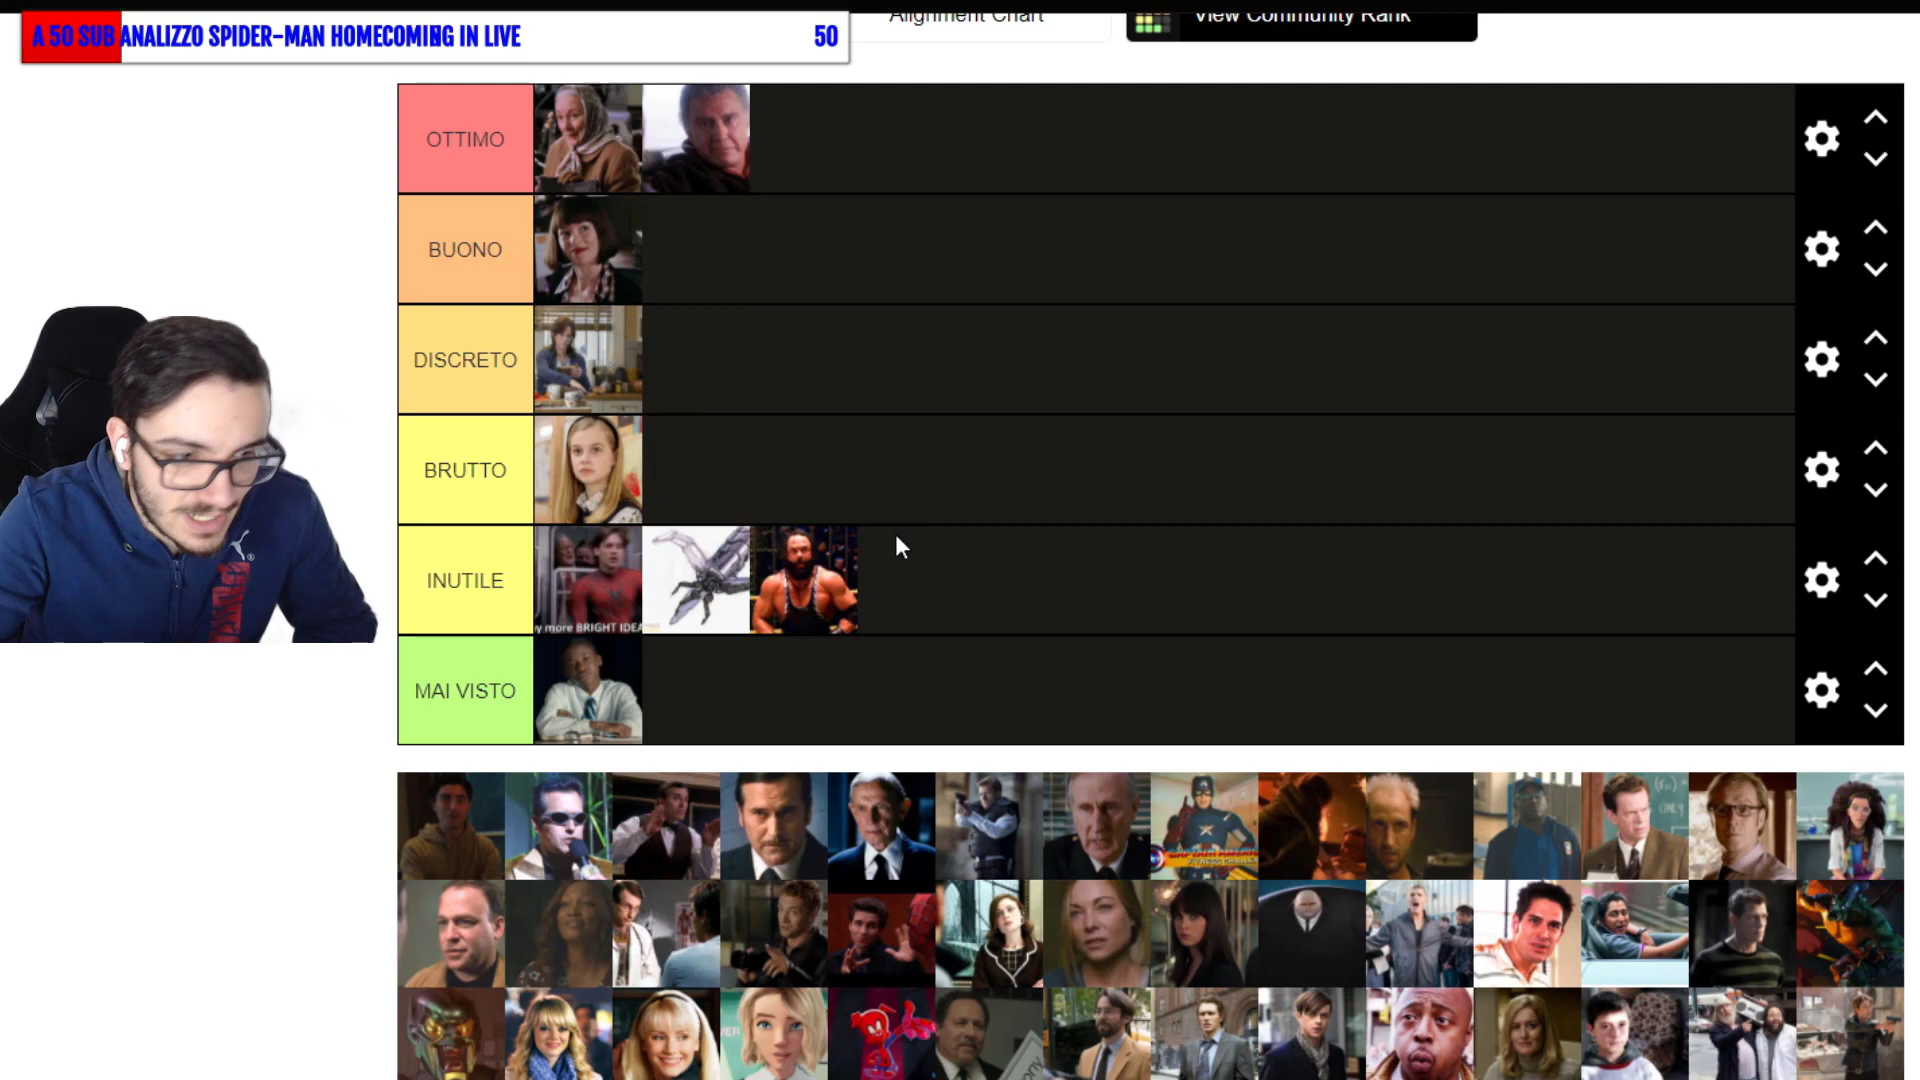 Alignment Chart
View Community Rank
A 50 SUB ANALIZZO SPIDER-MAN HOMECOMING IN LIVE
50
OTTIMO
BUONO
DISCRETO
BRUTTO
INUTILE
y more BRIGHT IDEA
MAI VISTO